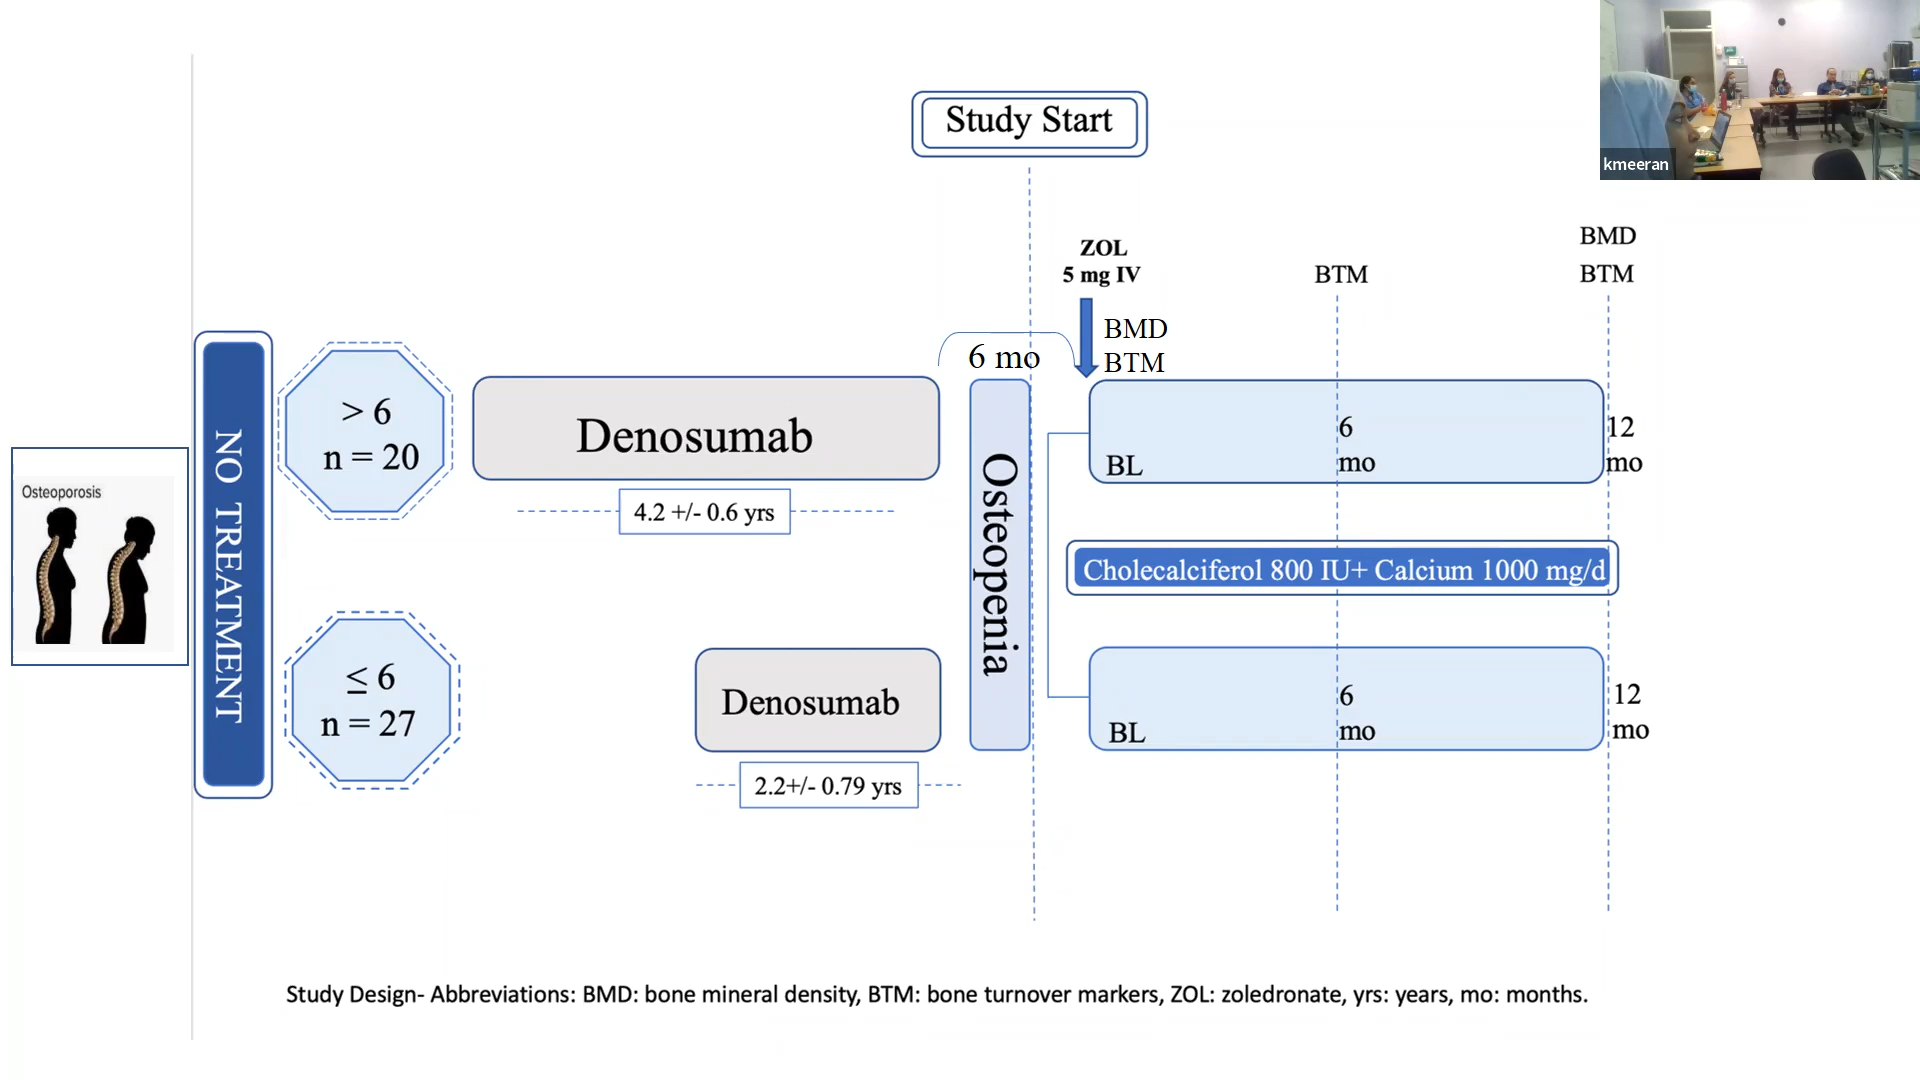 Study Start
kmeeran
ZOL
5 mg IV
BTM
BMD
BTM
BMD
BTM
6 mo
Osteoporosis
NO TREATMENT
> 6
n = 20
Denosumab
4.2 +/- 0.6 yrs
Osteopenia
BL
6
mo
12
mo
Cholecalciferol 800 IU+ Calcium 1000 mg/d
≤ 6
n = 27
Denosumab
2.2+/- 0.79 yrs
BL
6
mo
12
mo
Study Design- Abbreviations: BMD: bone mineral density, BTM: bone turnover markers, ZOL: zoledronate, yrs: years, mo: months.